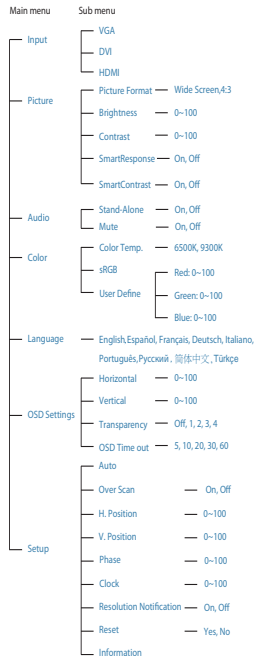 Main menu Sub menu
Input
VGA
DVI
HDMI
Picture
Picture Format Wide Screen,4:3
Brightness 0~100
Contrast 0~100
SmartResponse On, Off
SmartContrast On, Off
Audio
Stand-Alone On, Off
Mute On, Off
Color
Color Temp. 6500K, 9300K
sRGB
User Define
Red: 0~100
Green: 0~100
Blue: 0~100
Language
English,Español, Français, Deutsch, Italiano,
Português,Русский, 简体中文,Türkçe
OSD Settings
Horizontal 0~100
Vertical 0~100
Transparency Off, 1, 2, 3, 4
OSD Time out 5, 10, 20, 30, 60
Setup
Auto
Over Scan On, Off
H. Position 0~100
V. Position 0~100
Phase 0~100
Clock 0~100
Resolution Notification On, Off
Reset Yes, No
Information